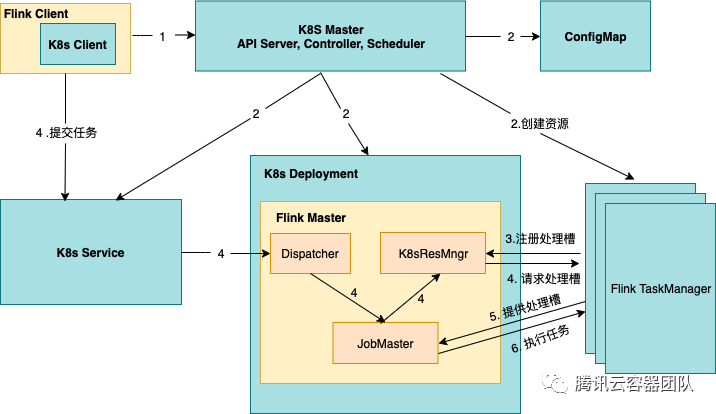 Flink Client
K8s Client
1
K8S Master
API Server, Controller, Scheduler
2
ConfigMap
4 .提交任务
2
2
2.创建资源
K8s Deployment
K8s Service
4
Flink Master
Dispatcher
K8sResMngr
3.注册处理槽
4. 请求处理槽
Flink TaskManager
4
4
5. 提供处理槽
JobMaster
6. 执行任务
腾讯云容器团队